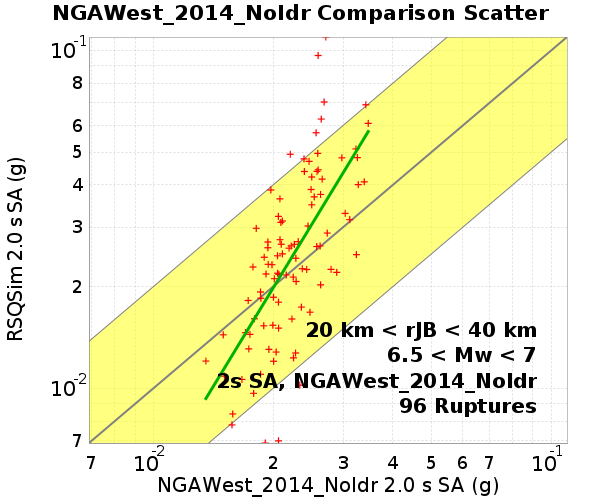 NGAWest_2014_NoIdr Comparison Scatter
10-1
8
6
5
4
3
2
10-2
7
RSQSim 2.0 s SA (g)
20 km < rJB < 40 km
6.5 < Mw < 7
2s SA, NGAWest_2014_NoIdr
96 Ruptures
7 10-2 2 3 4 5 6 8 10-1
NGAWest_2014_NoIdr 2.0 s SA (g)